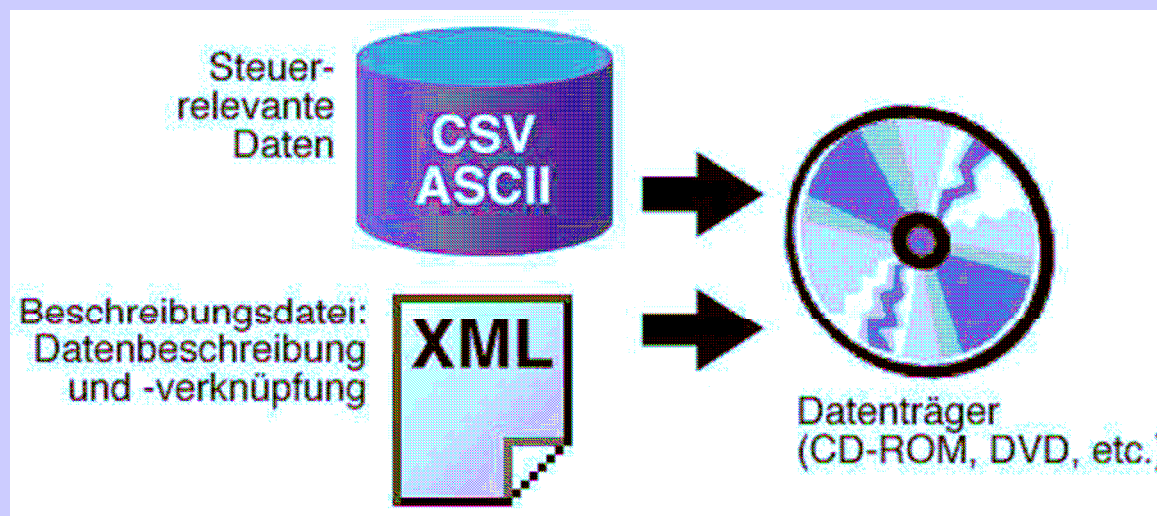 Steuer-
relevante
Daten
CSV
ASCII
Beschreibungsdatei:
Datenbeschreibung
und -verknüpfung
XML
Datenträger
(CD-ROM, DVD, etc.)